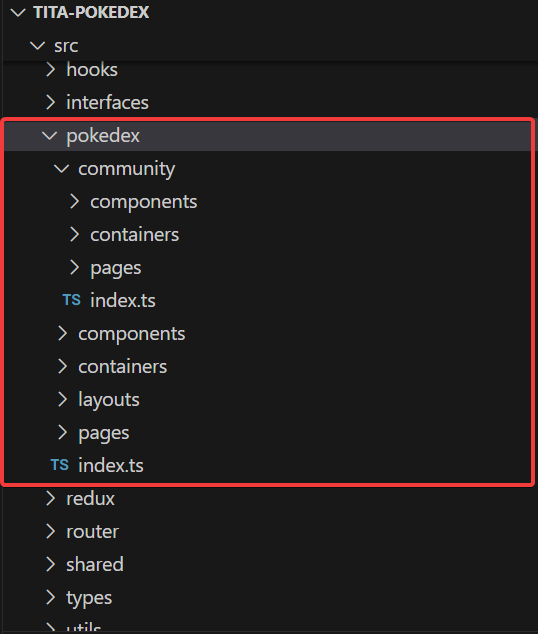 TITA-POKEDEX
src
hooks
interfaces
pokedex
community
components
containers
pages
TS index.ts
components
containers
layouts
pages
TS index.ts
redux
router
shared
types
utils